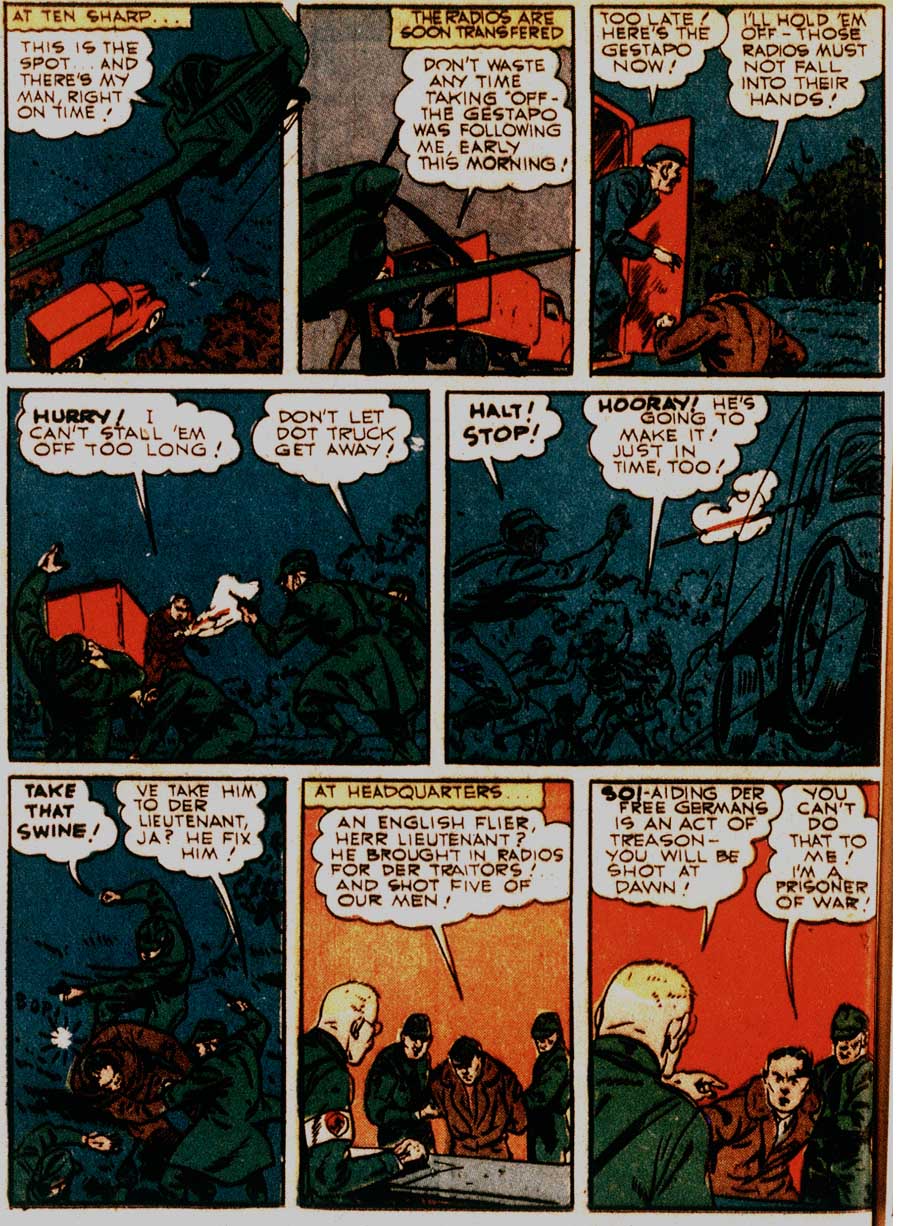 AT TEN SHARP...
THIS IS THE
SPOT... AND
THERE'S MY
MAN, RIGHT
ON TIME!
THE RADIOS ARE
SOON TRANSFERED
DON'T WASTE
ANY TIME
TAKING OFF-
THE GESTAPO
WAS FOLLOWING
ME, EARLY
THIS MORNING!
TOO LATE!
HERE'S THE
GESTAPO
NOW!
I'LL HOLD 'EM
OFF - THOSE
RADIOS MUST
NOT FALL
INTO THEIR
HANDS!
HURRY! I
CAN'T STALL 'EM
OFF TOO LONG!
DON'T LET
DOT TRUCK
GET AWAY!
HALT!
STOP!
HOORAY! HE'S
GOING TO
MAKE IT!
JUST IN
TIME, TOO!
TAKE
THAT
SWINE!
VE TAKE HIM
TO DER
LIEUTENANT,
JA? HE FIX
HIM!
BOP!
AT HEADQUARTERS...
AN ENGLISH FLIER,
HERR LIEUTENANT?
HE BROUGHT IN RADIOS
FOR DER TRAITORS!
AND SHOT FIVE OF
OUR MEN!
SO!-AIDING DER
FREE GERMANS
IS AN ACT OF
TREASON-
YOU WILL BE
SHOT AT
DAWN!
YOU
CAN'T
DO
THAT TO
ME!
I'M A
PRISONER
OF WAR!